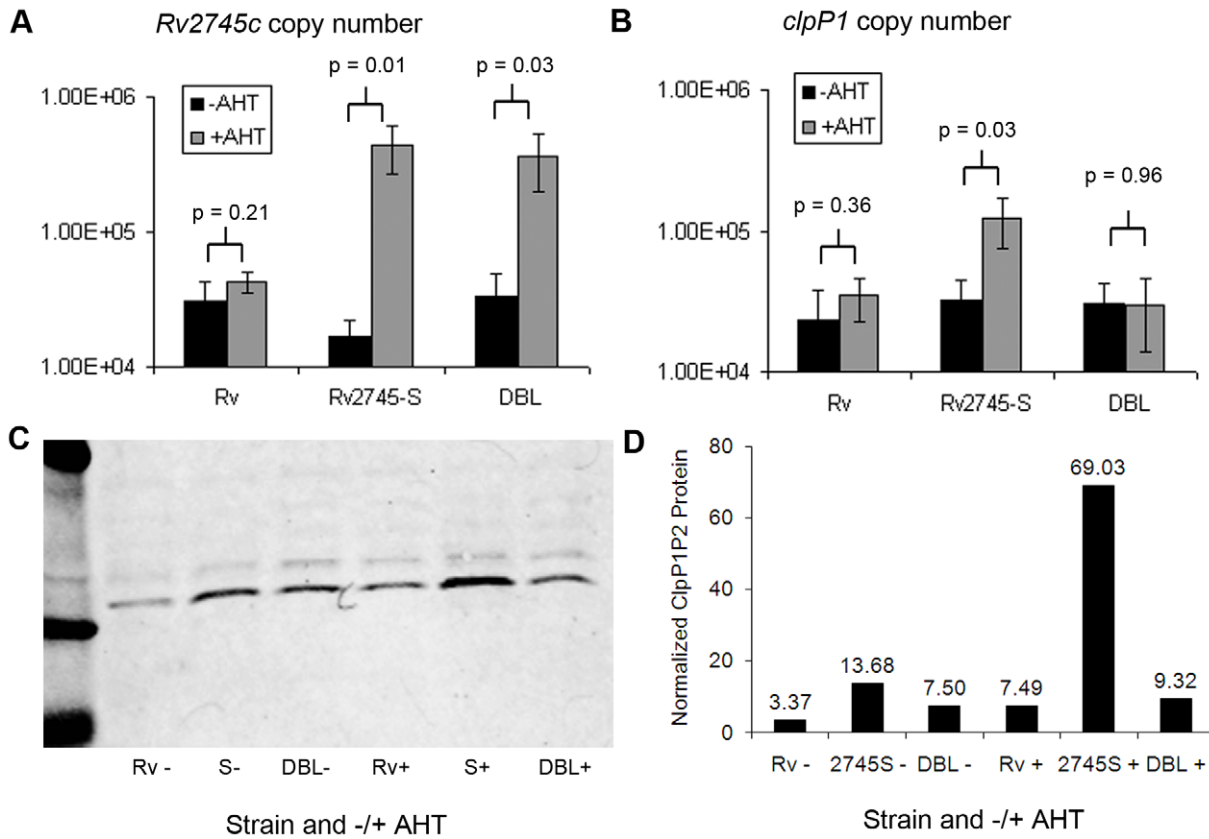 A
Rv2745c copy number
1.00E+06
1.00E+05
1.00E+04
-AHT
+AHT
p = 0.21
p = 0.01
p = 0.03
Rv
Rv2745-S
DBL
B
clpP1 copy number
1.00E+06
1.00E+05
1.00E+04
-AHT
+AHT
p = 0.36
p = 0.03
p = 0.96
Rv
Rv2745-S
DBL
C
Rv - S- DBL- Rv+ S+ DBL+
Strain and -/+ AHT
D
Normalized ClpP1P2 Protein
80
60
40
20
0
3.37
13.68
7.50
7.49
69.03
9.32
Rv - 2745S - DBL - Rv + 2745S + DBL +
Strain and -/+ AHT